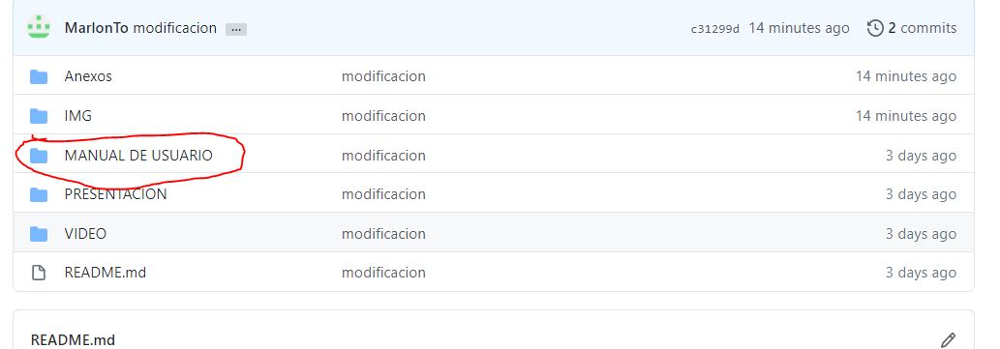 MarlonTo modificacion ... c31299d 14 minutes ago 2 commits
Anexos modificacion 14 minutes ago
IMG modificacion 14 minutes ago
MANUAL DE USUARIO modificacion 3 days ago
PRESENTACION modificacion 3 days ago
VIDEO modificacion 3 days ago
README.md modificacion 3 days ago
README.md